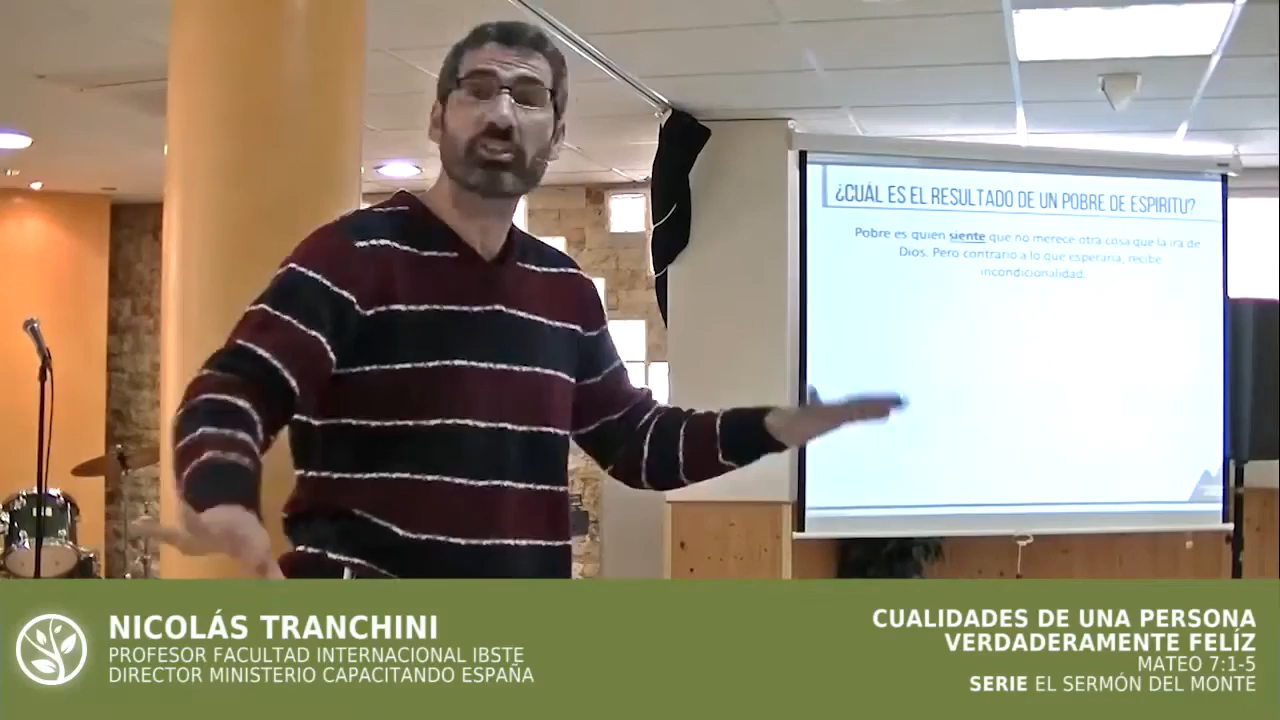 ¿CUÁL ES EL RESULTADO DE UN POBRE DE ESPIRITU?
Pobre es quien siente que no merece otra cosa que la ira de
Dios. Pero contrario a lo que esperaría, recibe
incondicionalidad.
NICOLÁS TRANCHINI
PROFESOR FACULTAD INTERNACIONAL IBSTE
DIRECTOR MINISTERIO CAPACITANDO ESPAÑA
CUALIDADES DE UNA PERSONA
VERDADERAMENTE FELÍZ
MATEO 7:1-5
SERIE EL SERMÓN DEL MONTE